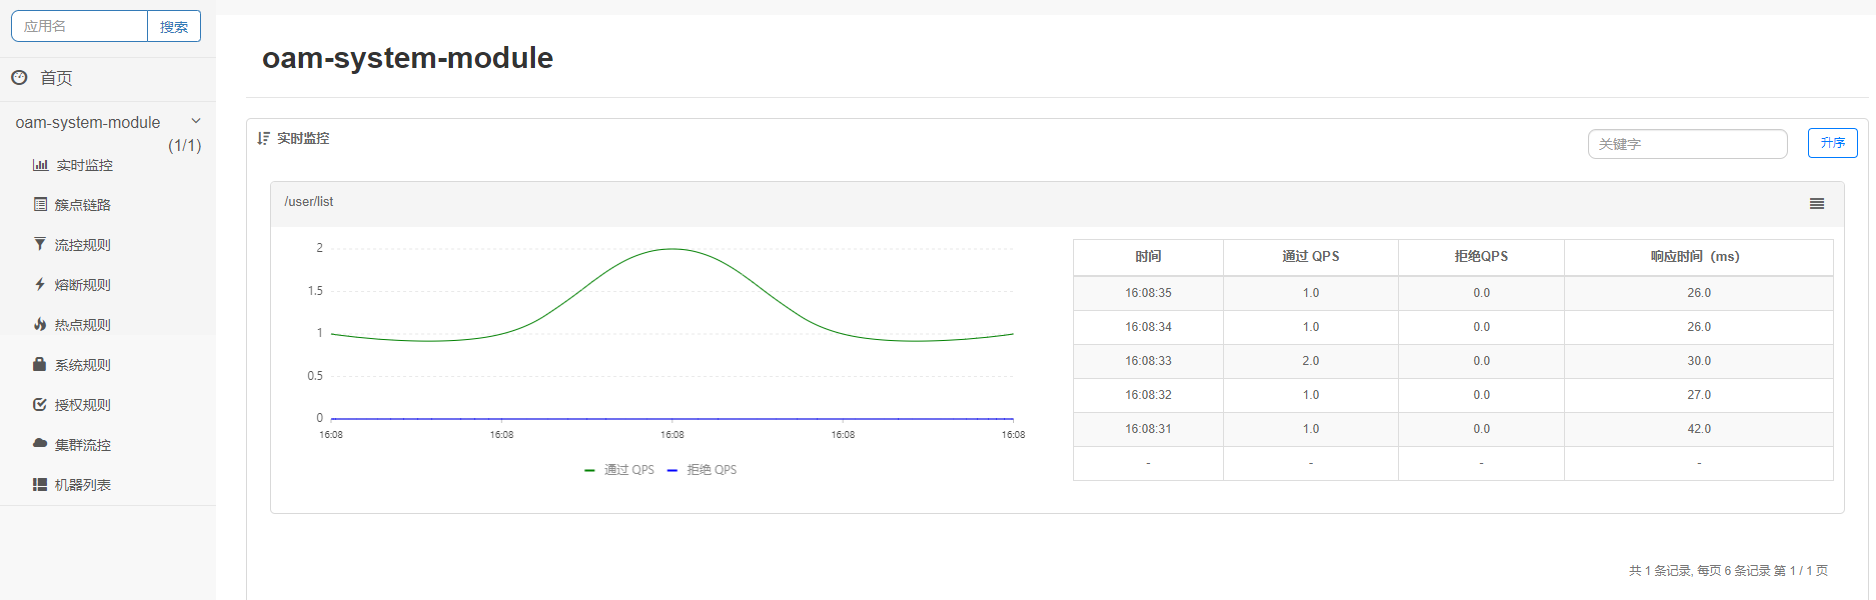 应用名 搜索
首页
oam-system-module
(1/1)
实时监控
簇点链路
流控规则
熔断规则
热点规则
系统规则
授权规则
集群流控
机器列表
oam-system-module
实时监控 关键字 升序
/user/list
2
1.5
1
0.5
0
16:08 16:08 16:08 16:08 16:08
通过 QPS 拒绝 QPS
时间 通过 QPS 拒绝QPS 响应时间（ms）
16:08:35 1.0 0.0 26.0
16:08:34 1.0 0.0 26.0
16:08:33 2.0 0.0 30.0
16:08:32 1.0 0.0 27.0
16:08:31 1.0 0.0 42.0
- - - -
共 1 条记录, 每页 6 条记录 第 1 / 1 页